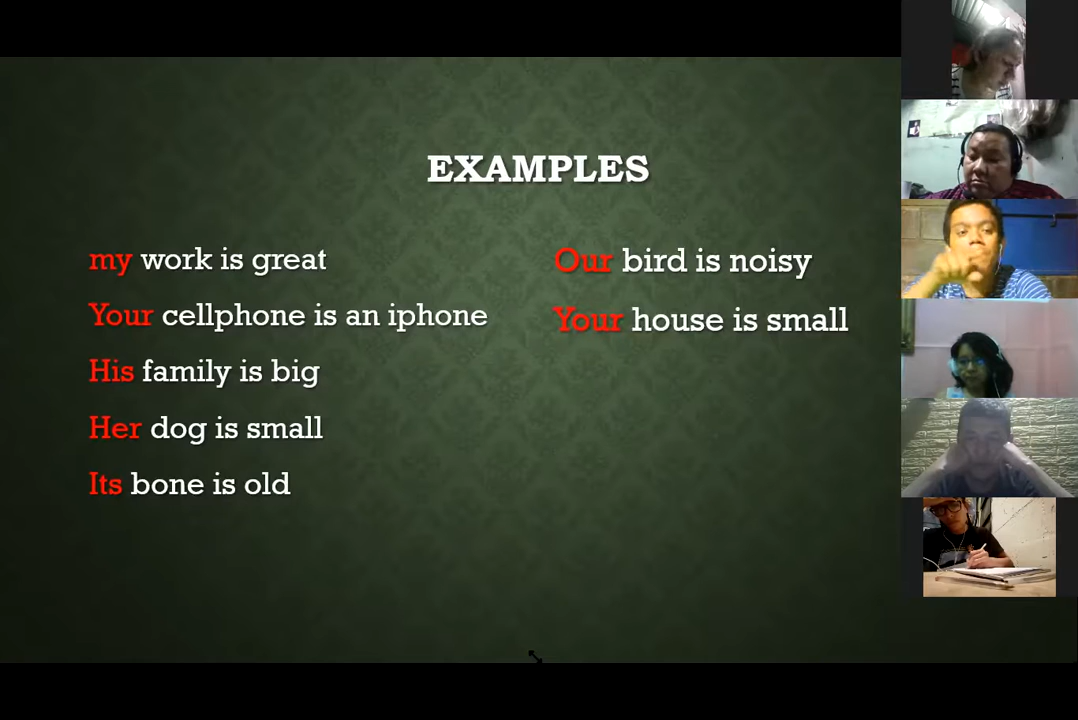 EXAMPLES
my work is great
Your cellphone is an iphone
His family is big
Her dog is small
Its bone is old
Our bird is noisy
Your house is small